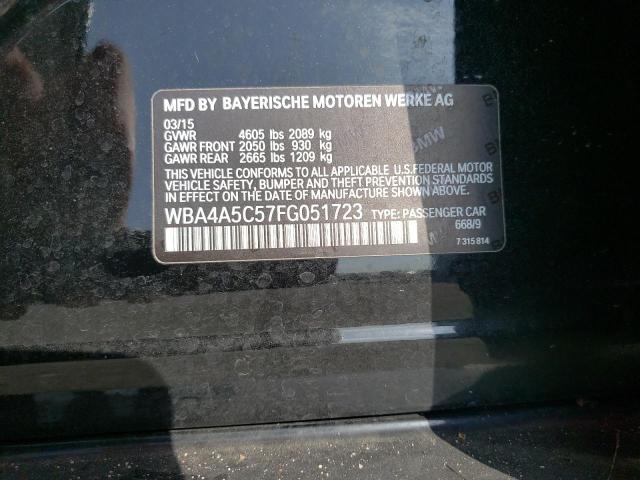 MFD BY BAYERISCHE MOTOREN WERKE AG
03/15
GVWR 4605 lbs 2089 kg
GAWR FRONT 2050 lbs 930 kg
GAWR REAR 2665 lbs 1209 kg
THIS VEHICLE CONFORMS TO ALL APPLICABLE U.S.FEDERAL MOTOR
VEHICLE SAFETY, BUMPER AND THEFT PREVENTION STANDARDS
IN EFFECT ON THE DATE OF MANUFACTURE SHOWN ABOVE.
WBA4A5C57FG051723 TYPE: PASSENGER CAR
668/9
7 315 814
BMW